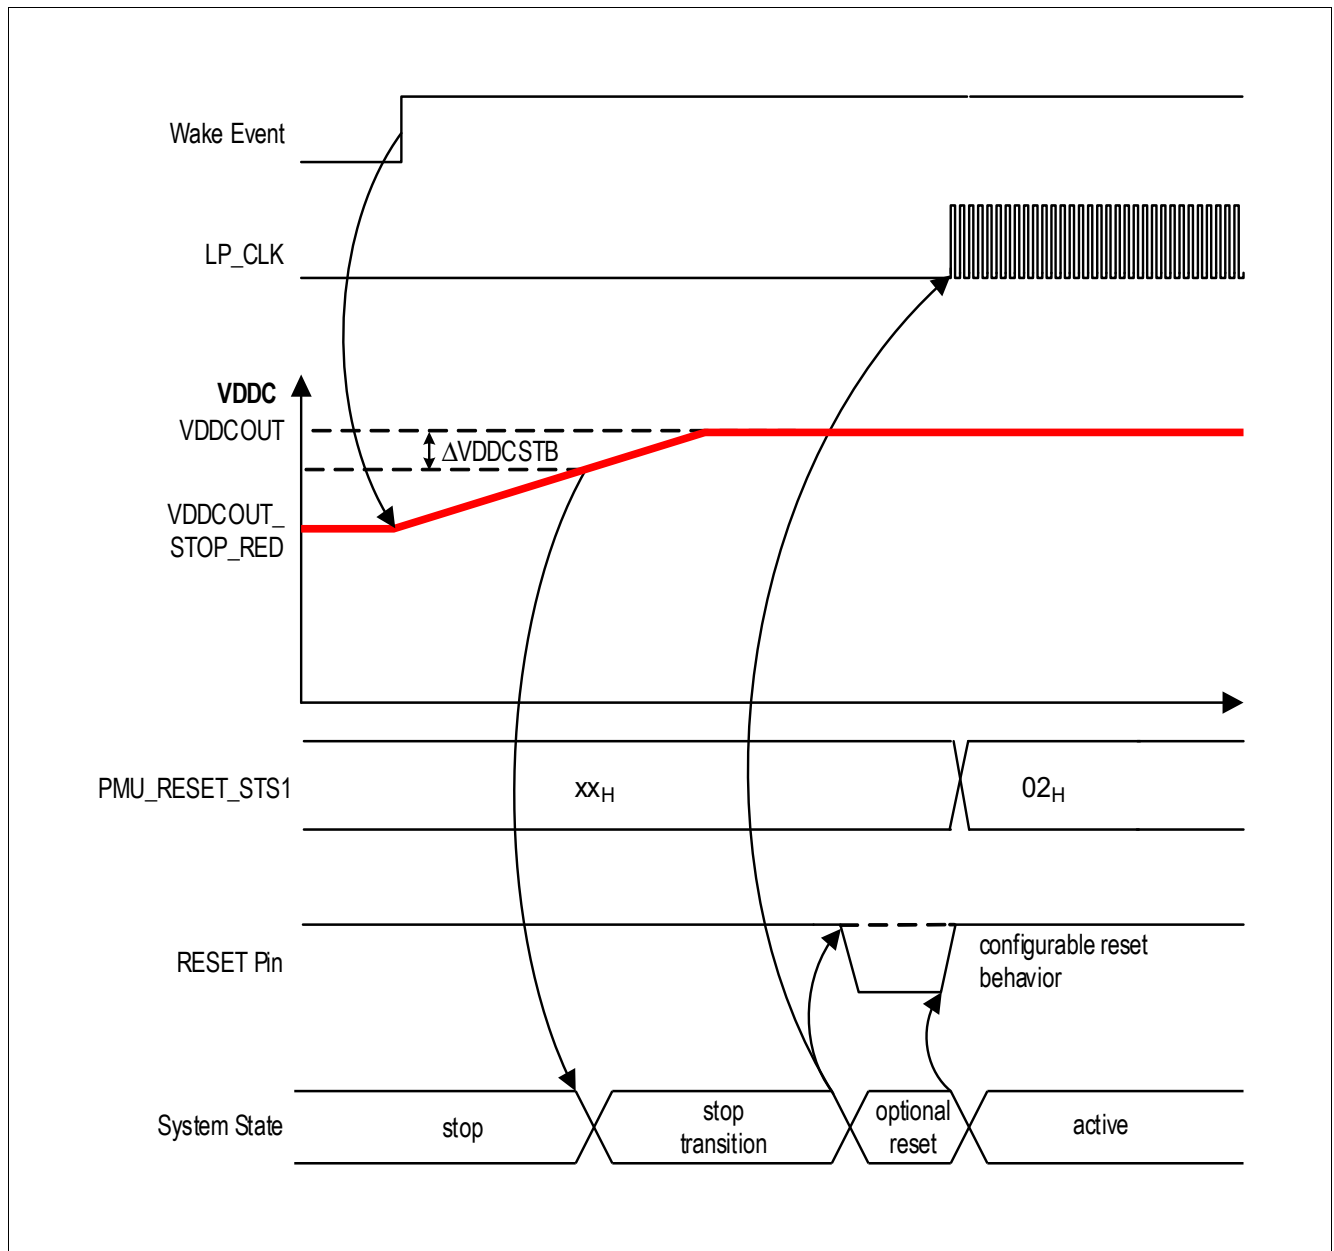 Wake Event
LP_CLK
VDDC
VDDCOUT
ΔVDDCSTB
VDDCOUT_
STOP_RED
PMU_RESET_STS1
xxH
02H
RESET Pin
configurable reset
behavior
System State
stop
stop
transition
optional
reset
active